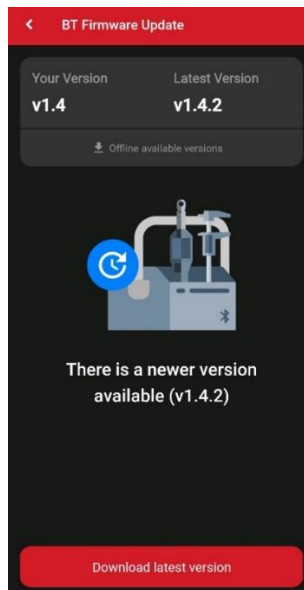 BT Firmware Update
Your Version
Latest Version
v1.4
v1.4.2
Offline available versions
There is a newer version
available (v1.4.2)
Download latest version